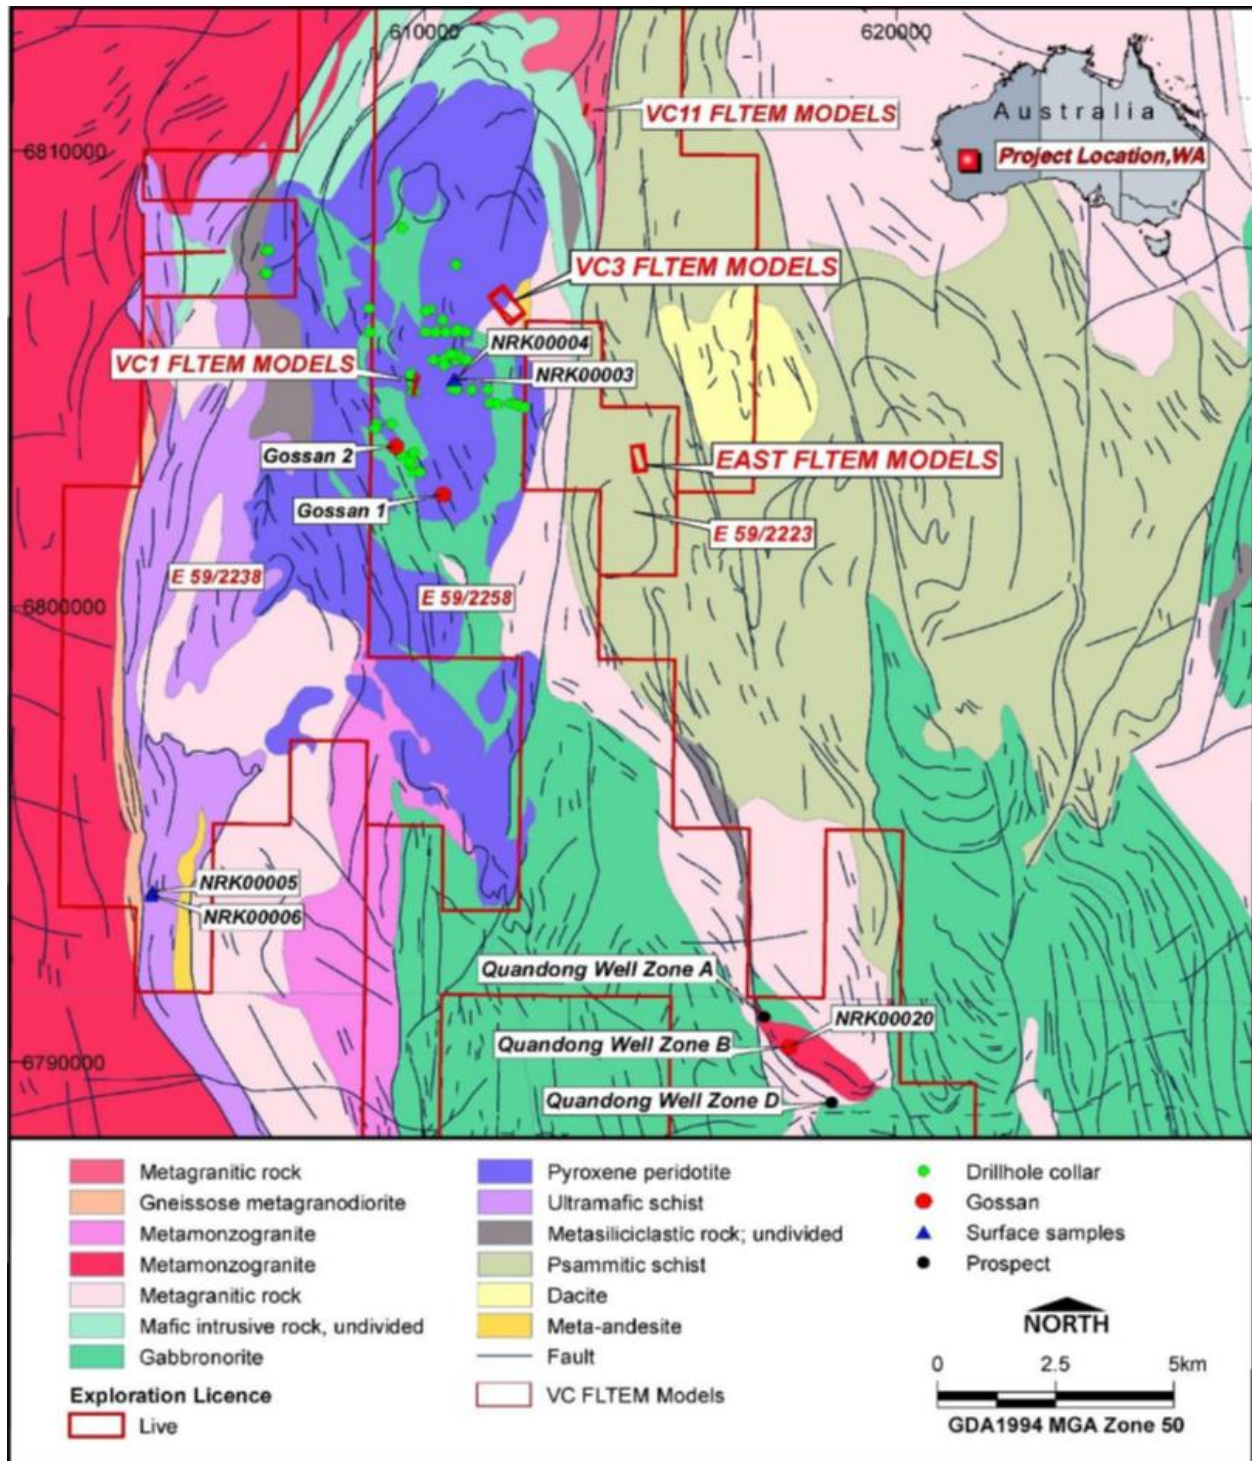 610000
620000
Australia
VC11 FLTEM MODELS
6810000
Project Location,WA
VC3 FLTEM MODELS
NRK00004
VC1 FLTEM MODELS
NRK00003
Gossan 2
EAST FLTEM MODELS
Gossan 1
E 59/2223
E 59/2238
E 59/2258
6800000
NRK00005
NRK00006
Quandong Well Zone A
NRK00020
Quandong Well Zone B
6790000
Quandong Well Zone D
Metagranitic rock
Gneissose metagranodiorite
Metamonzogranite
Metamonzogranite
Metagranitic rock
Mafic intrusive rock, undivided
Gabbronorite
Exploration Licence
Live
Pyroxene peridotite
Ultramafic schist
Metasiliciclastic rock; undivided
Psammitic schist
Dacite
Meta-andesite
Fault
VC FLTEM Models
Drillhole collar
Gossan
Surface samples
Prospect
NORTH
0 2.5 5km
GDA1994 MGA Zone 50